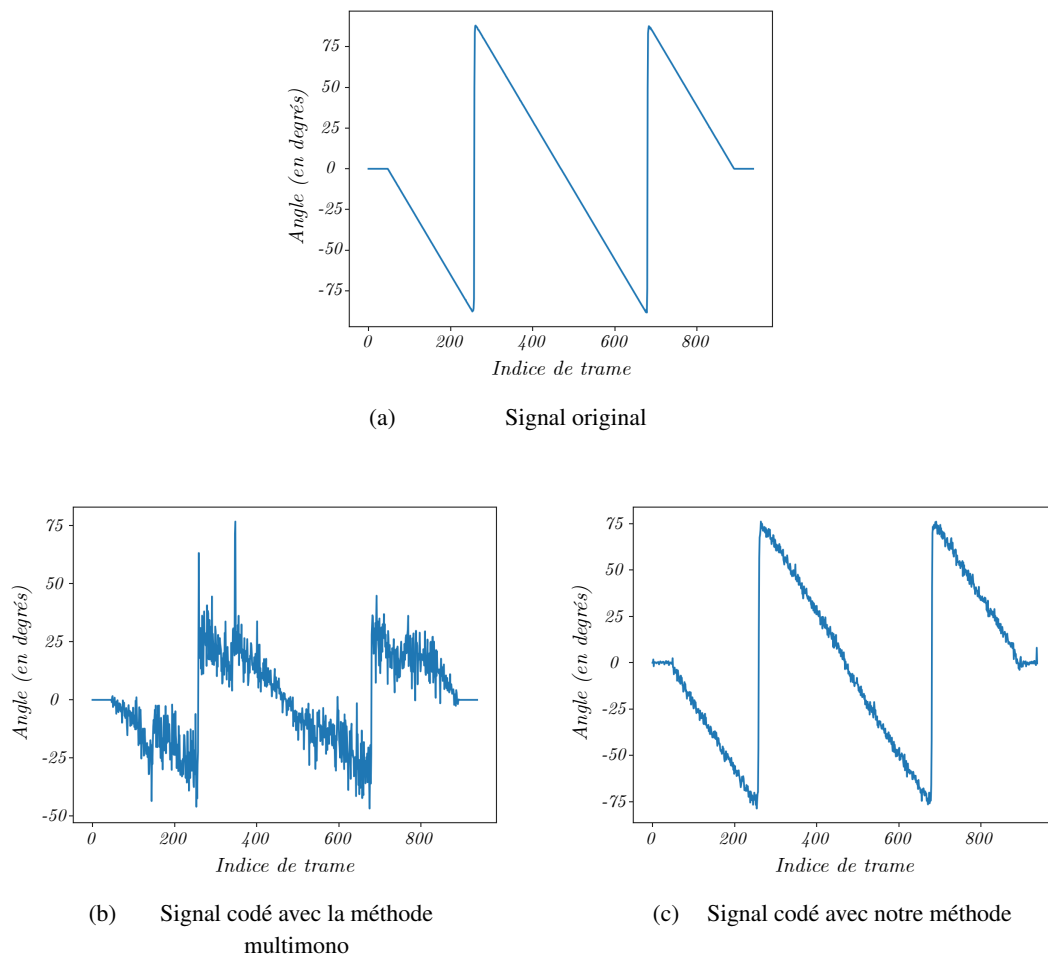 75
50
25
0
-25
-50
-75
Angle (en degrés)
0 200 400 600 800
Indice de trame
(a) Signal original
75
50
25
0
-25
-50
Angle (en degrés)
0 200 400 600 800
Indice de trame
(b) Signal codé avec la méthode
multimono
75
50
25
0
-25
-50
-75
Angle (en degrés)
0 200 400 600 800
Indice de trame
(c) Signal codé avec notre méthode